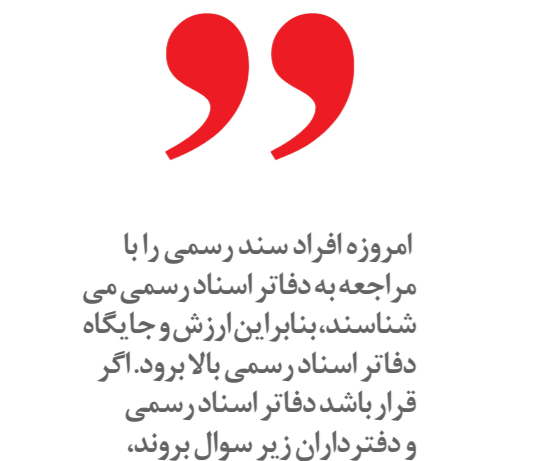 امروزه افراد سند رسمی را با
مراجعه به دفاتر اسناد رسمی می
شناسند، بنابراین ارزش و جایگاه
دفاتر اسناد رسمی بالا برود. اگر
قرار باشد دفاتر اسناد رسمی
و دفترداران زیر سوال بروند،